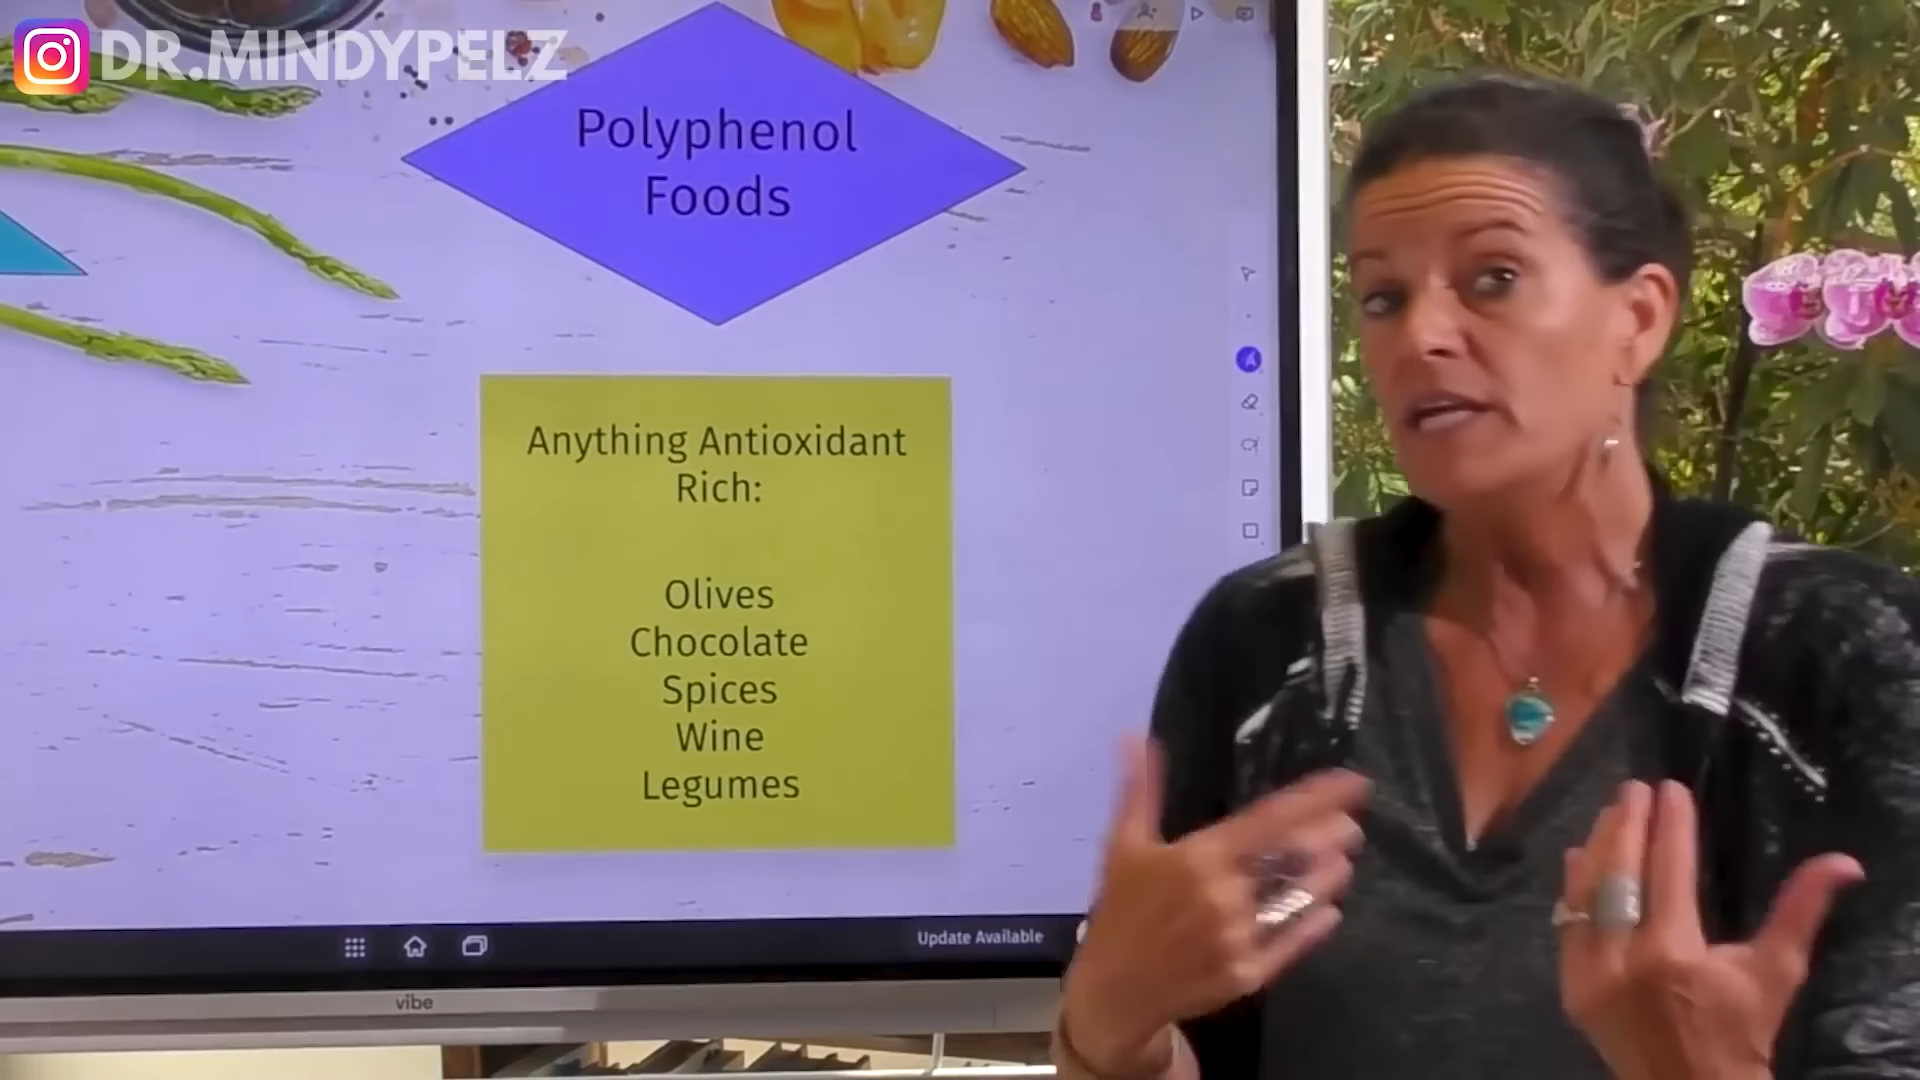 DR.MINDYPELZ
Polyphenol
Foods
Anything Antioxidant
Rich:
Olives
Chocolate
Spices
Wine
Legumes
Update Available
vibe